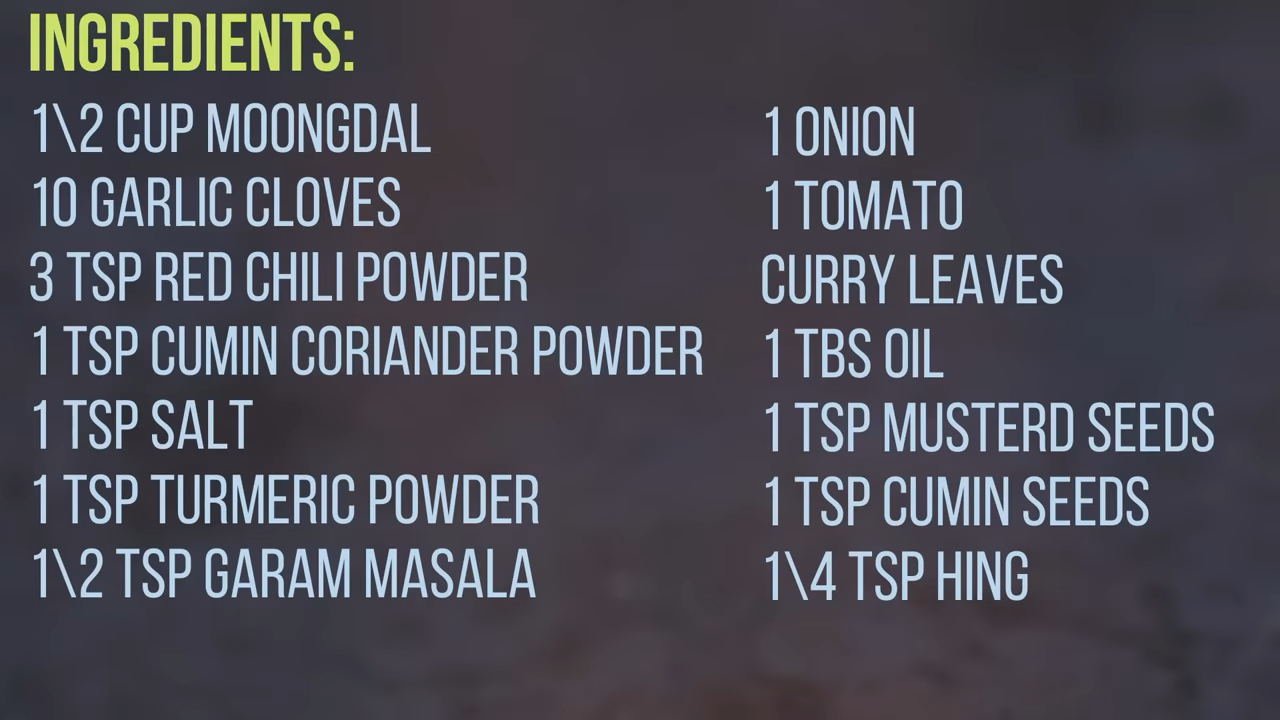 INGREDIENTS:
1\2 CUP MOONGDAL
10 GARLIC CLOVES
3 TSP RED CHILI POWDER
1 TSP CUMIN CORIANDER POWDER
1 TSP SALT
1 TSP TURMERIC POWDER
1\2 TSP GARAM MASALA
1 ONION
1 TOMATO
CURRY LEAVES
1 TBS OIL
1 TSP MUSTERD SEEDS
1 TSP CUMIN SEEDS
1\4 TSP HING